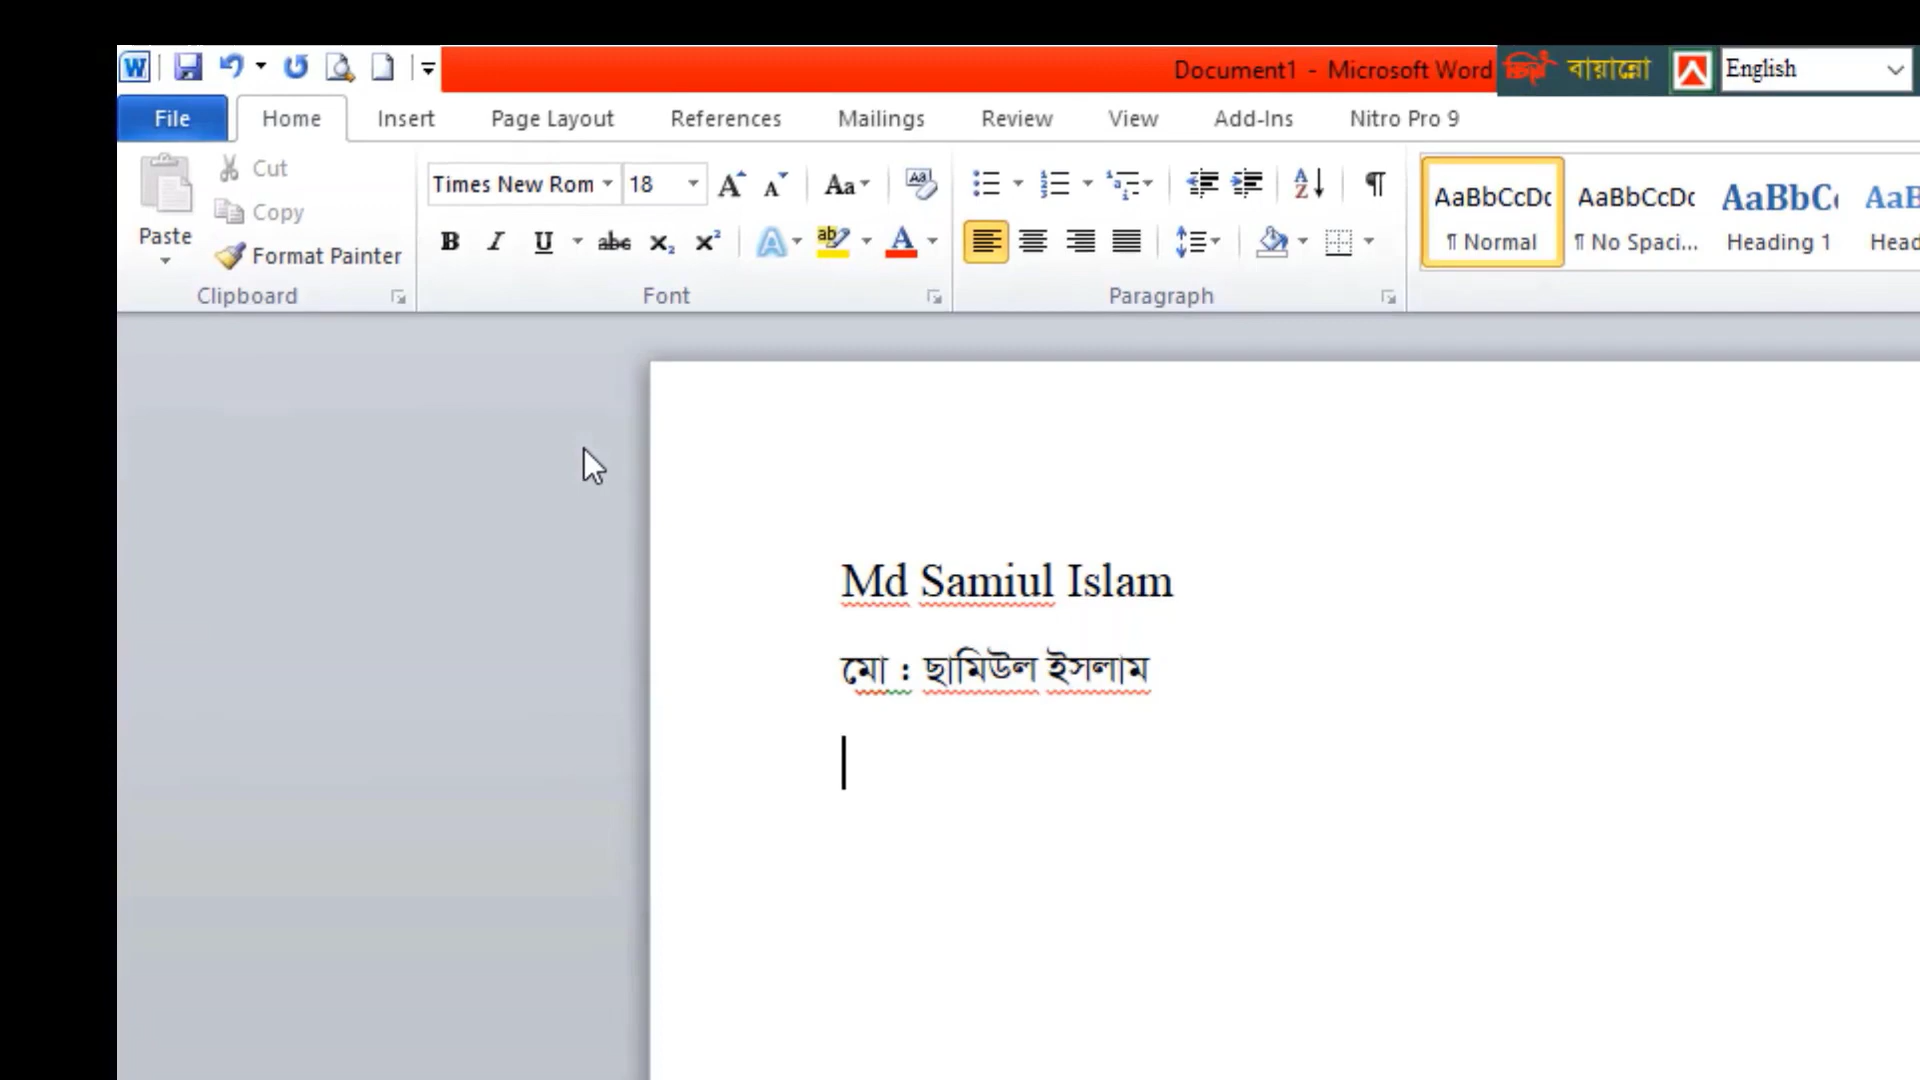 Document1 - Microsoft Word বায়ান্নো English
File Home Insert Page Layout References Mailings Review View Add-Ins Nitro Pro 9
Cut
Copy
Paste
Format Painter
Clipboard
Times New Rom 18
Font
Paragraph
AaBbCcDc AaBbCcDc AaBbC AaB
¶ Normal ¶ No Spaci... Heading 1 Head
Md Samiul Islam
মো : ছামিউল ইসলাম